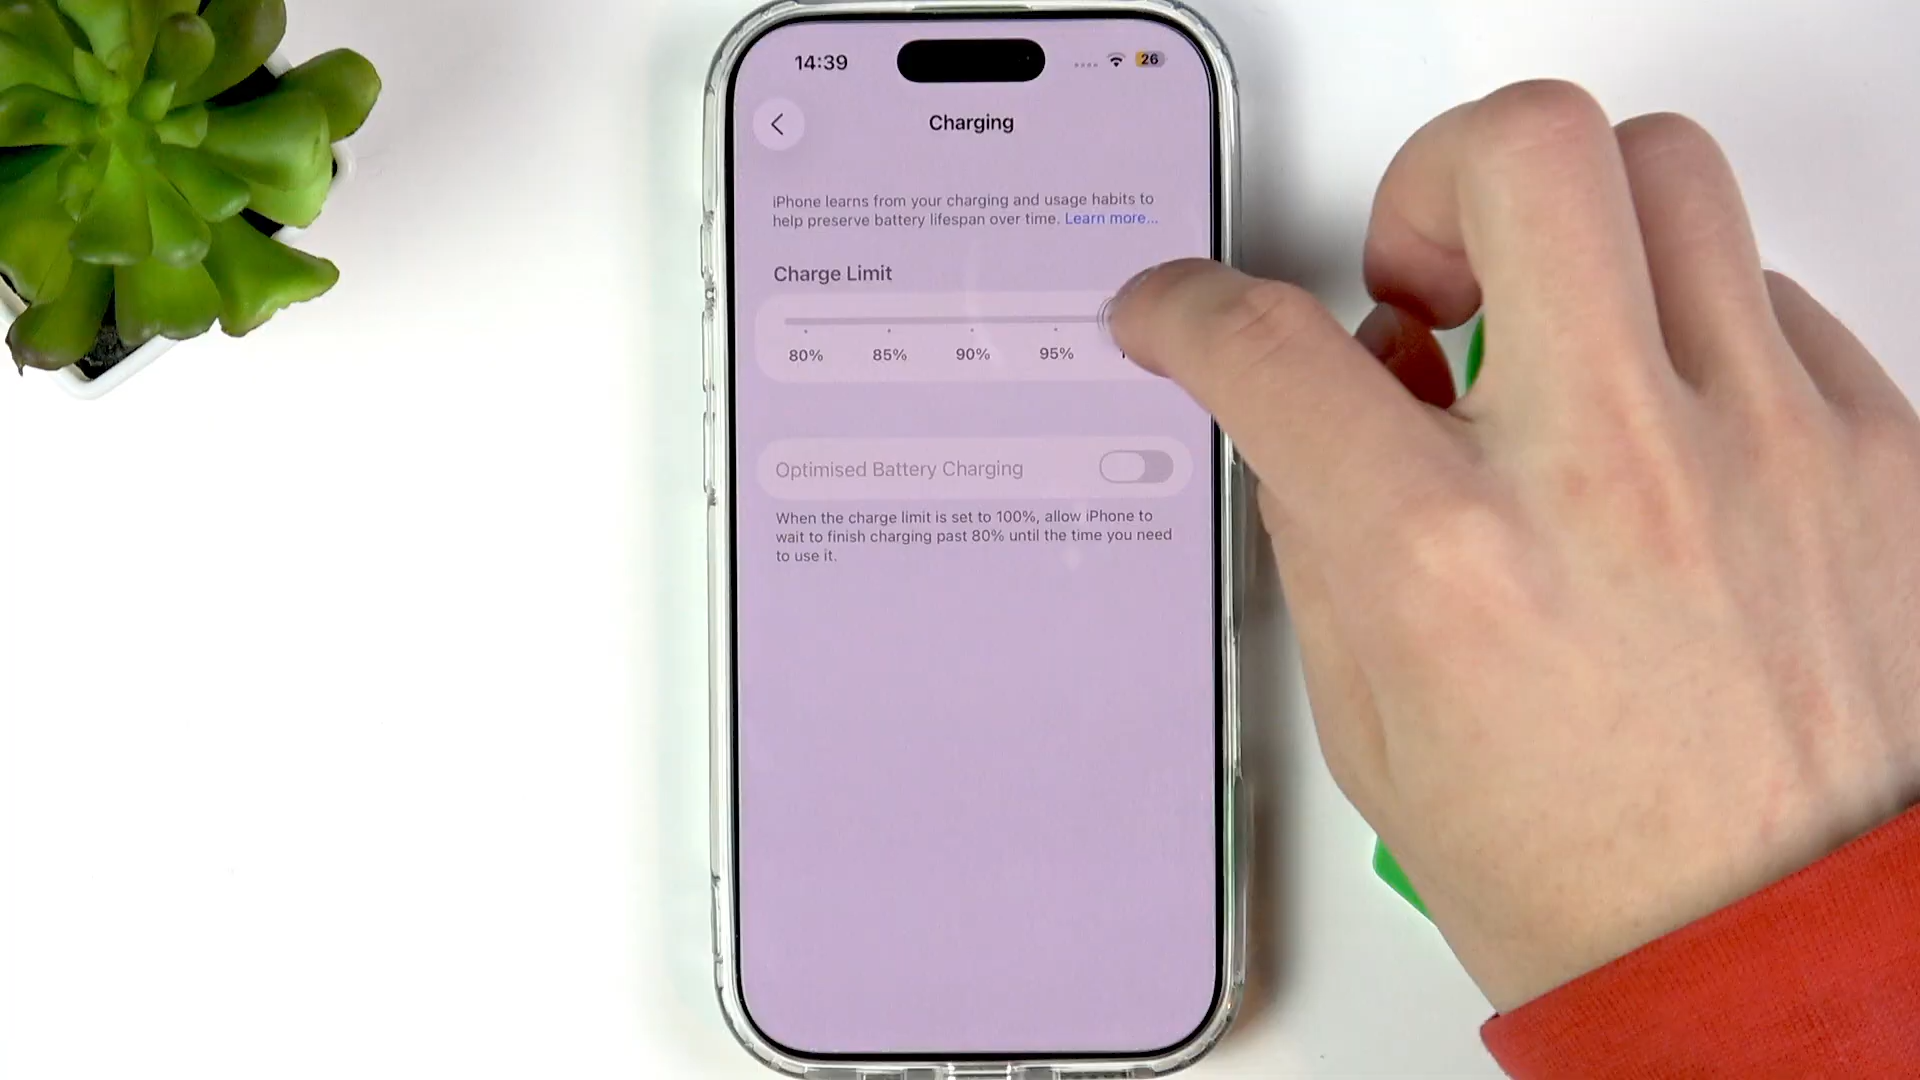 14:39
26
Charging
iPhone learns from your charging and usage habits to
help preserve battery lifespan over time. Learn more...
Charge Limit
80% 85% 90% 95%
Optimised Battery Charging
When the charge limit is set to 100%, allow iPhone to
wait to finish charging past 80% until the time you need
to use it.